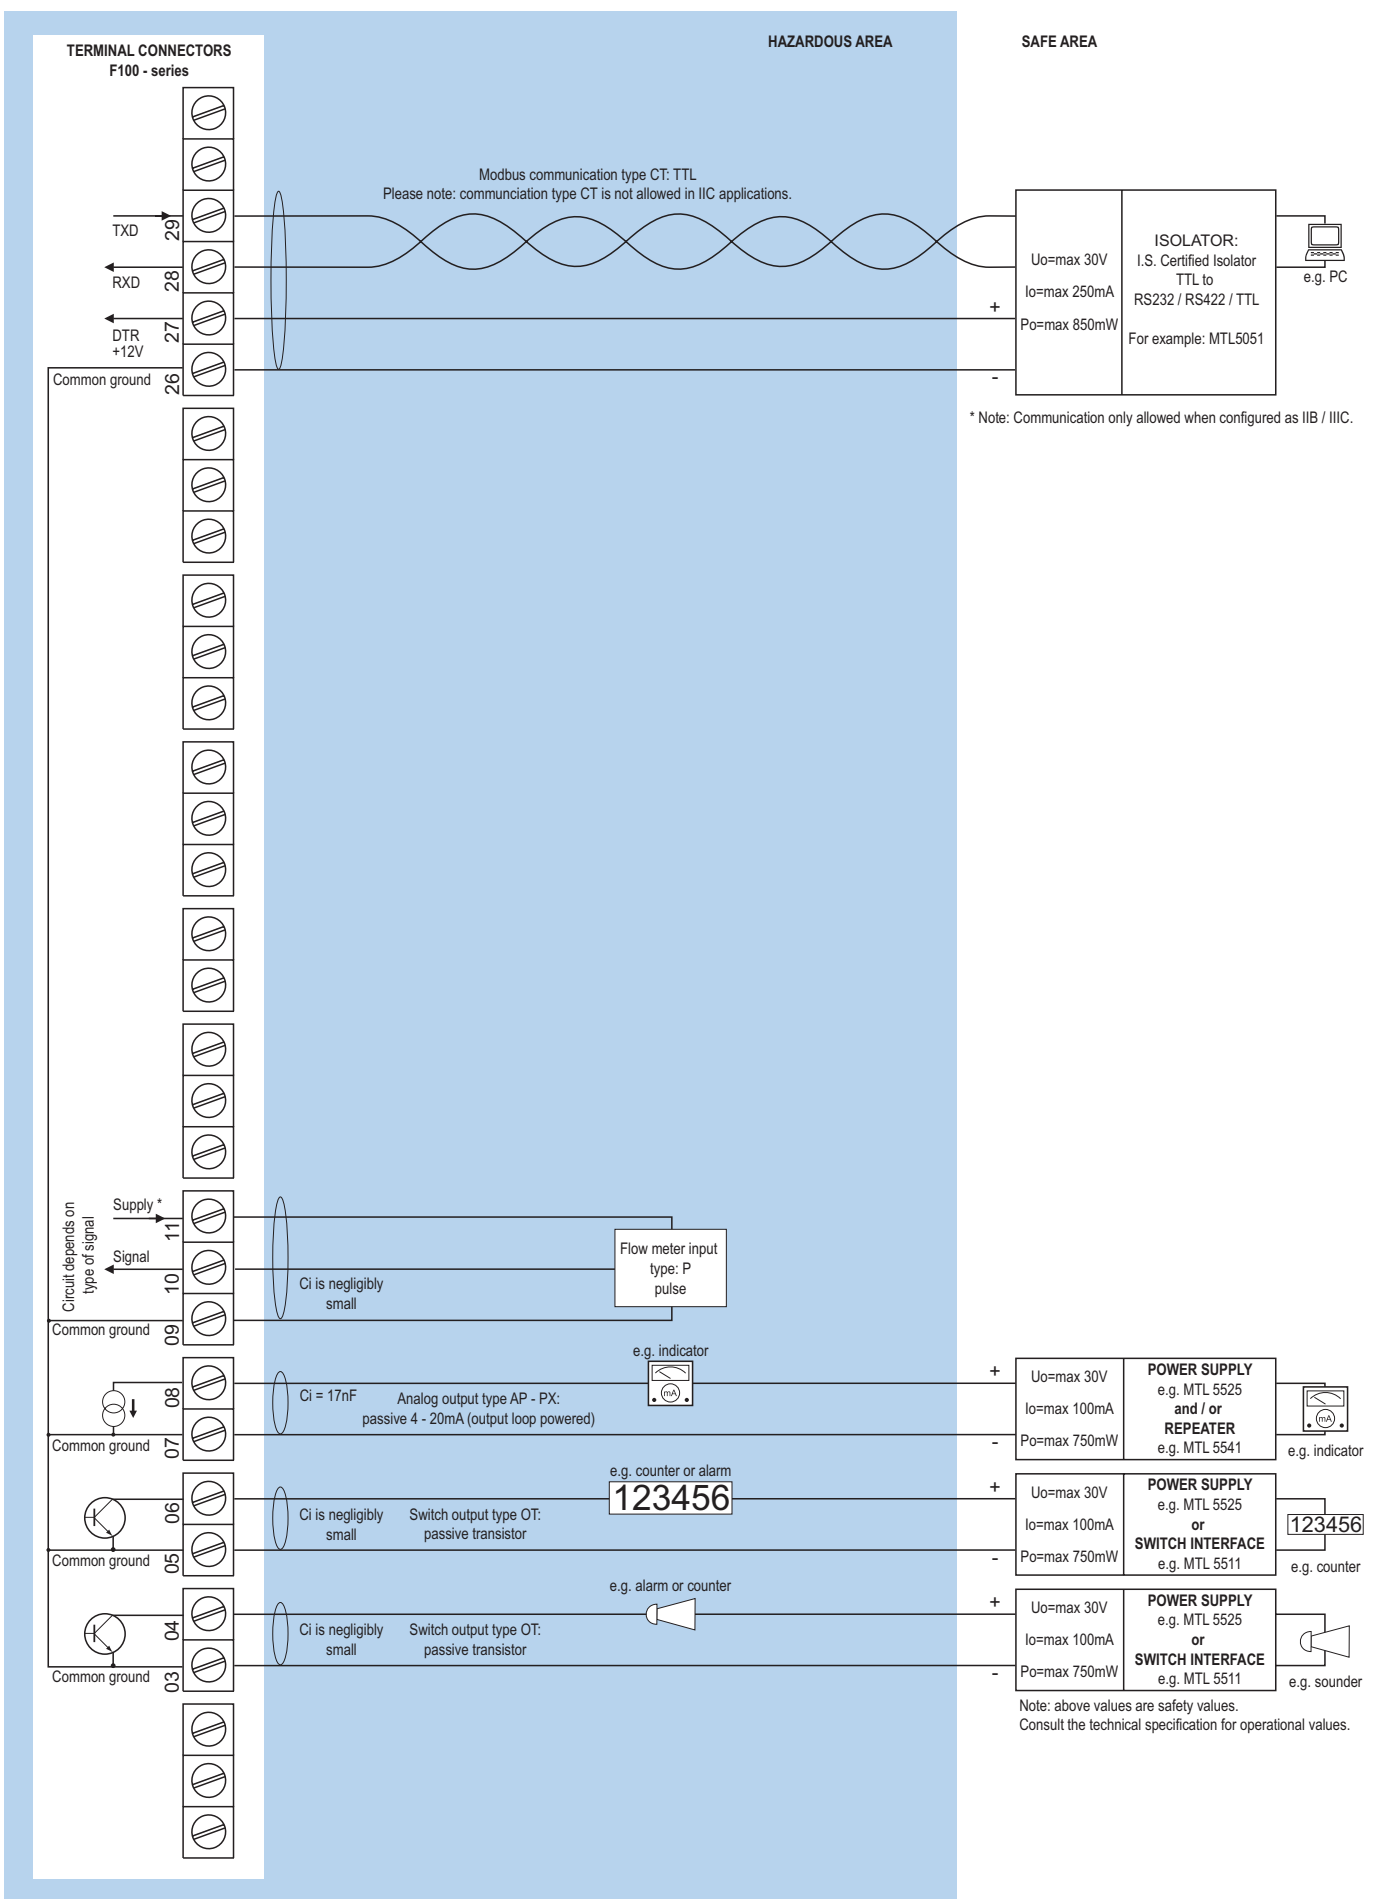 HAZARDOUS AREA
SAFE AREA
TERMINAL CONNECTORS
F100 - series
Modbus communication type CT: TTL
Please note: communciation type CT is not allowed in IIC applications.
TXD
29
RXD
28
DTR
+12V
27
Common ground
26
+
-
Uo=max 30V
Io=max 250mA
Po=max 850mW
ISOLATOR:
I.S. Certified Isolator
TTL to
RS232 / RS422 / TTL
For example: MTL5051
e.g. PC
* Note: Communication only allowed when configured as IIB / IIIC.
Circuit depends on
type of signal
Supply *
11
Signal
10
Common ground
09
Ci is negligibly
small
Flow meter input
type: P
pulse
08
Common ground
07
Ci = 17nF
Analog output type AP - PX:
passive 4 - 20mA (output loop powered)
e.g. indicator
mA
+
-
Uo=max 30V
Io=max 100mA
Po=max 750mW
POWER SUPPLY
e.g. MTL 5525
and / or
REPEATER
e.g. MTL 5541
mA
e.g. indicator
06
Common ground
05
Ci is negligibly
small
Switch output type OT:
passive transistor
e.g. counter or alarm
123456
+
-
Uo=max 30V
Io=max 100mA
Po=max 750mW
POWER SUPPLY
e.g. MTL 5525
or
SWITCH INTERFACE
e.g. MTL 5511
123456
e.g. counter
04
Common ground
03
Ci is negligibly
small
Switch output type OT:
passive transistor
e.g. alarm or counter
+
-
Uo=max 30V
Io=max 100mA
Po=max 750mW
POWER SUPPLY
e.g. MTL 5525
or
SWITCH INTERFACE
e.g. MTL 5511
e.g. sounder
Note: above values are safety values.
Consult the technical specification for operational values.